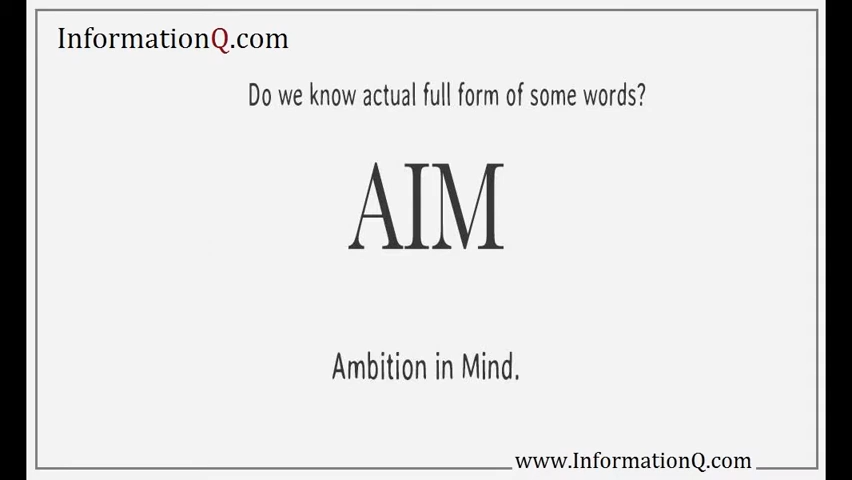 InformationQ.com
Do we know actual full form of some words?
AIM
Ambition in Mind.
www.InformationQ.com